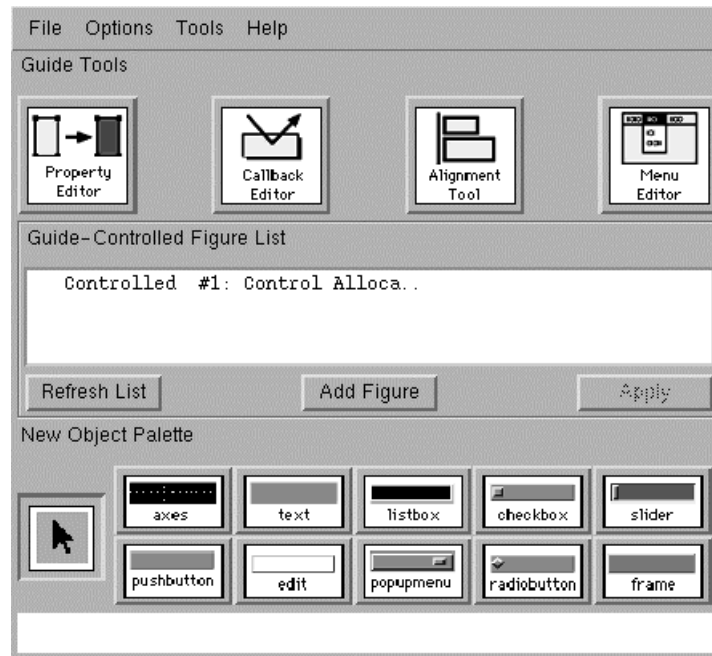 File Options Tools Help
Guide Tools
Property Editor
Callback Editor
Alignment Tool
Menu Editor
Guide-Controlled Figure List
Controlled #1: Control Alloca..
Refresh List Add Figure Apply
New Object Palette
axes text listbox checkbox slider
pushbutton edit popupmenu radiobutton frame